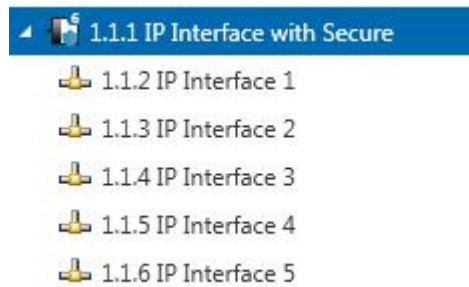 6
1.1.1 IP Interface with Secure
1.1.2 IP Interface 1
1.1.3 IP Interface 2
1.1.4 IP Interface 3
1.1.5 IP Interface 4
1.1.6 IP Interface 5